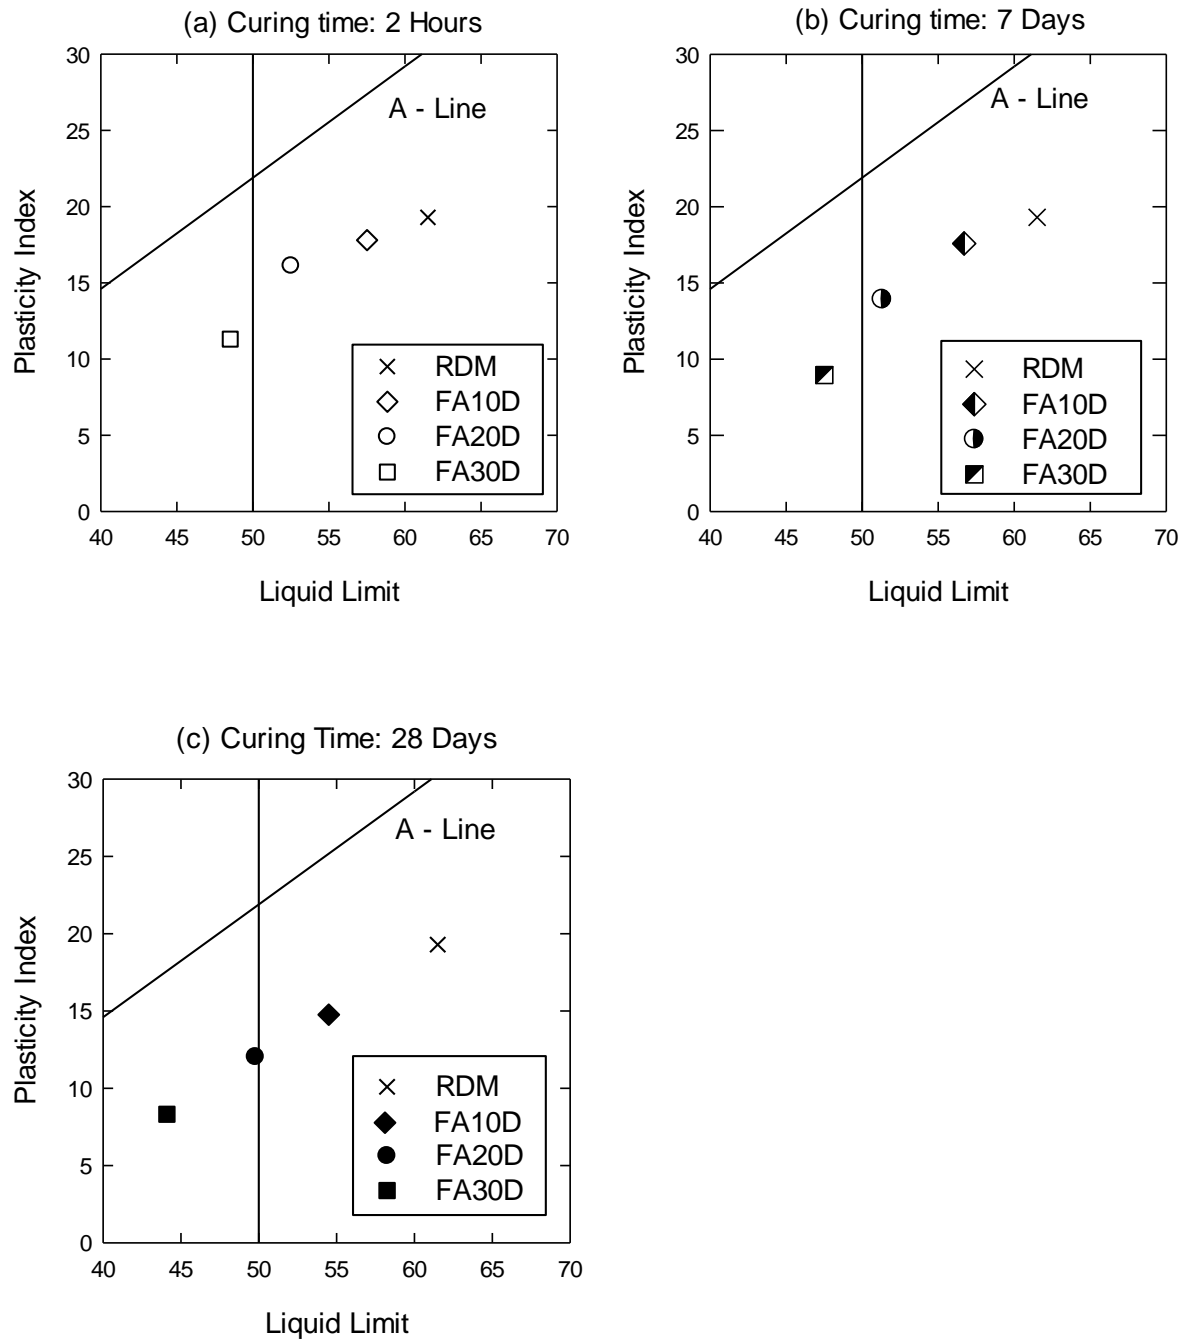 (a) Curing time: 2 Hours
30
25
20
15
10
5
0
Plasticity Index
A - Line
RDM
FA10D
FA20D
FA30D
40 45 50 55 60 65 70
Liquid Limit
(b) Curing time: 7 Days
30
25
20
15
10
5
0
Plasticity Index
A - Line
RDM
FA10D
FA20D
FA30D
40 45 50 55 60 65 70
Liquid Limit
(c) Curing Time: 28 Days
30
25
20
15
10
5
0
Plasticity Index
A - Line
RDM
FA10D
FA20D
FA30D
40 45 50 55 60 65 70
Liquid Limit